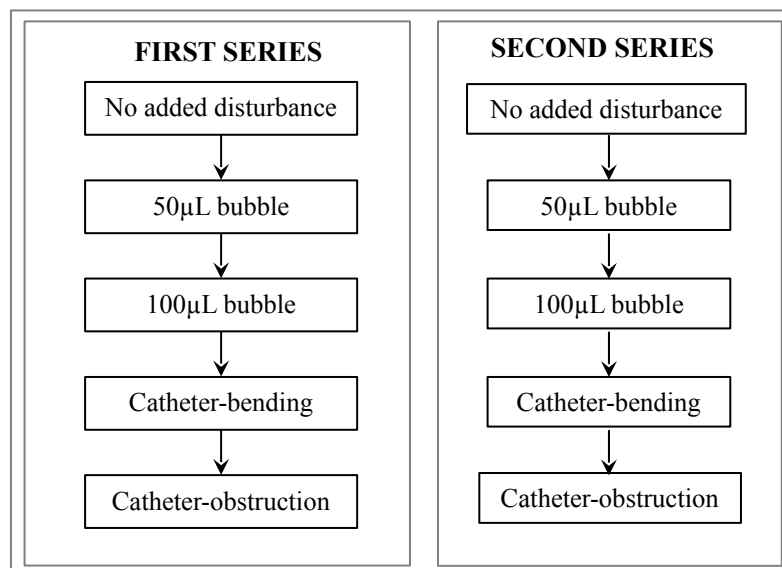 FIRST SERIES
No added disturbance
50µL bubble
100µL bubble
Catheter-bending
Catheter-obstruction
SECOND SERIES
No added disturbance
50µL bubble
100µL bubble
Catheter-bending
Catheter-obstruction